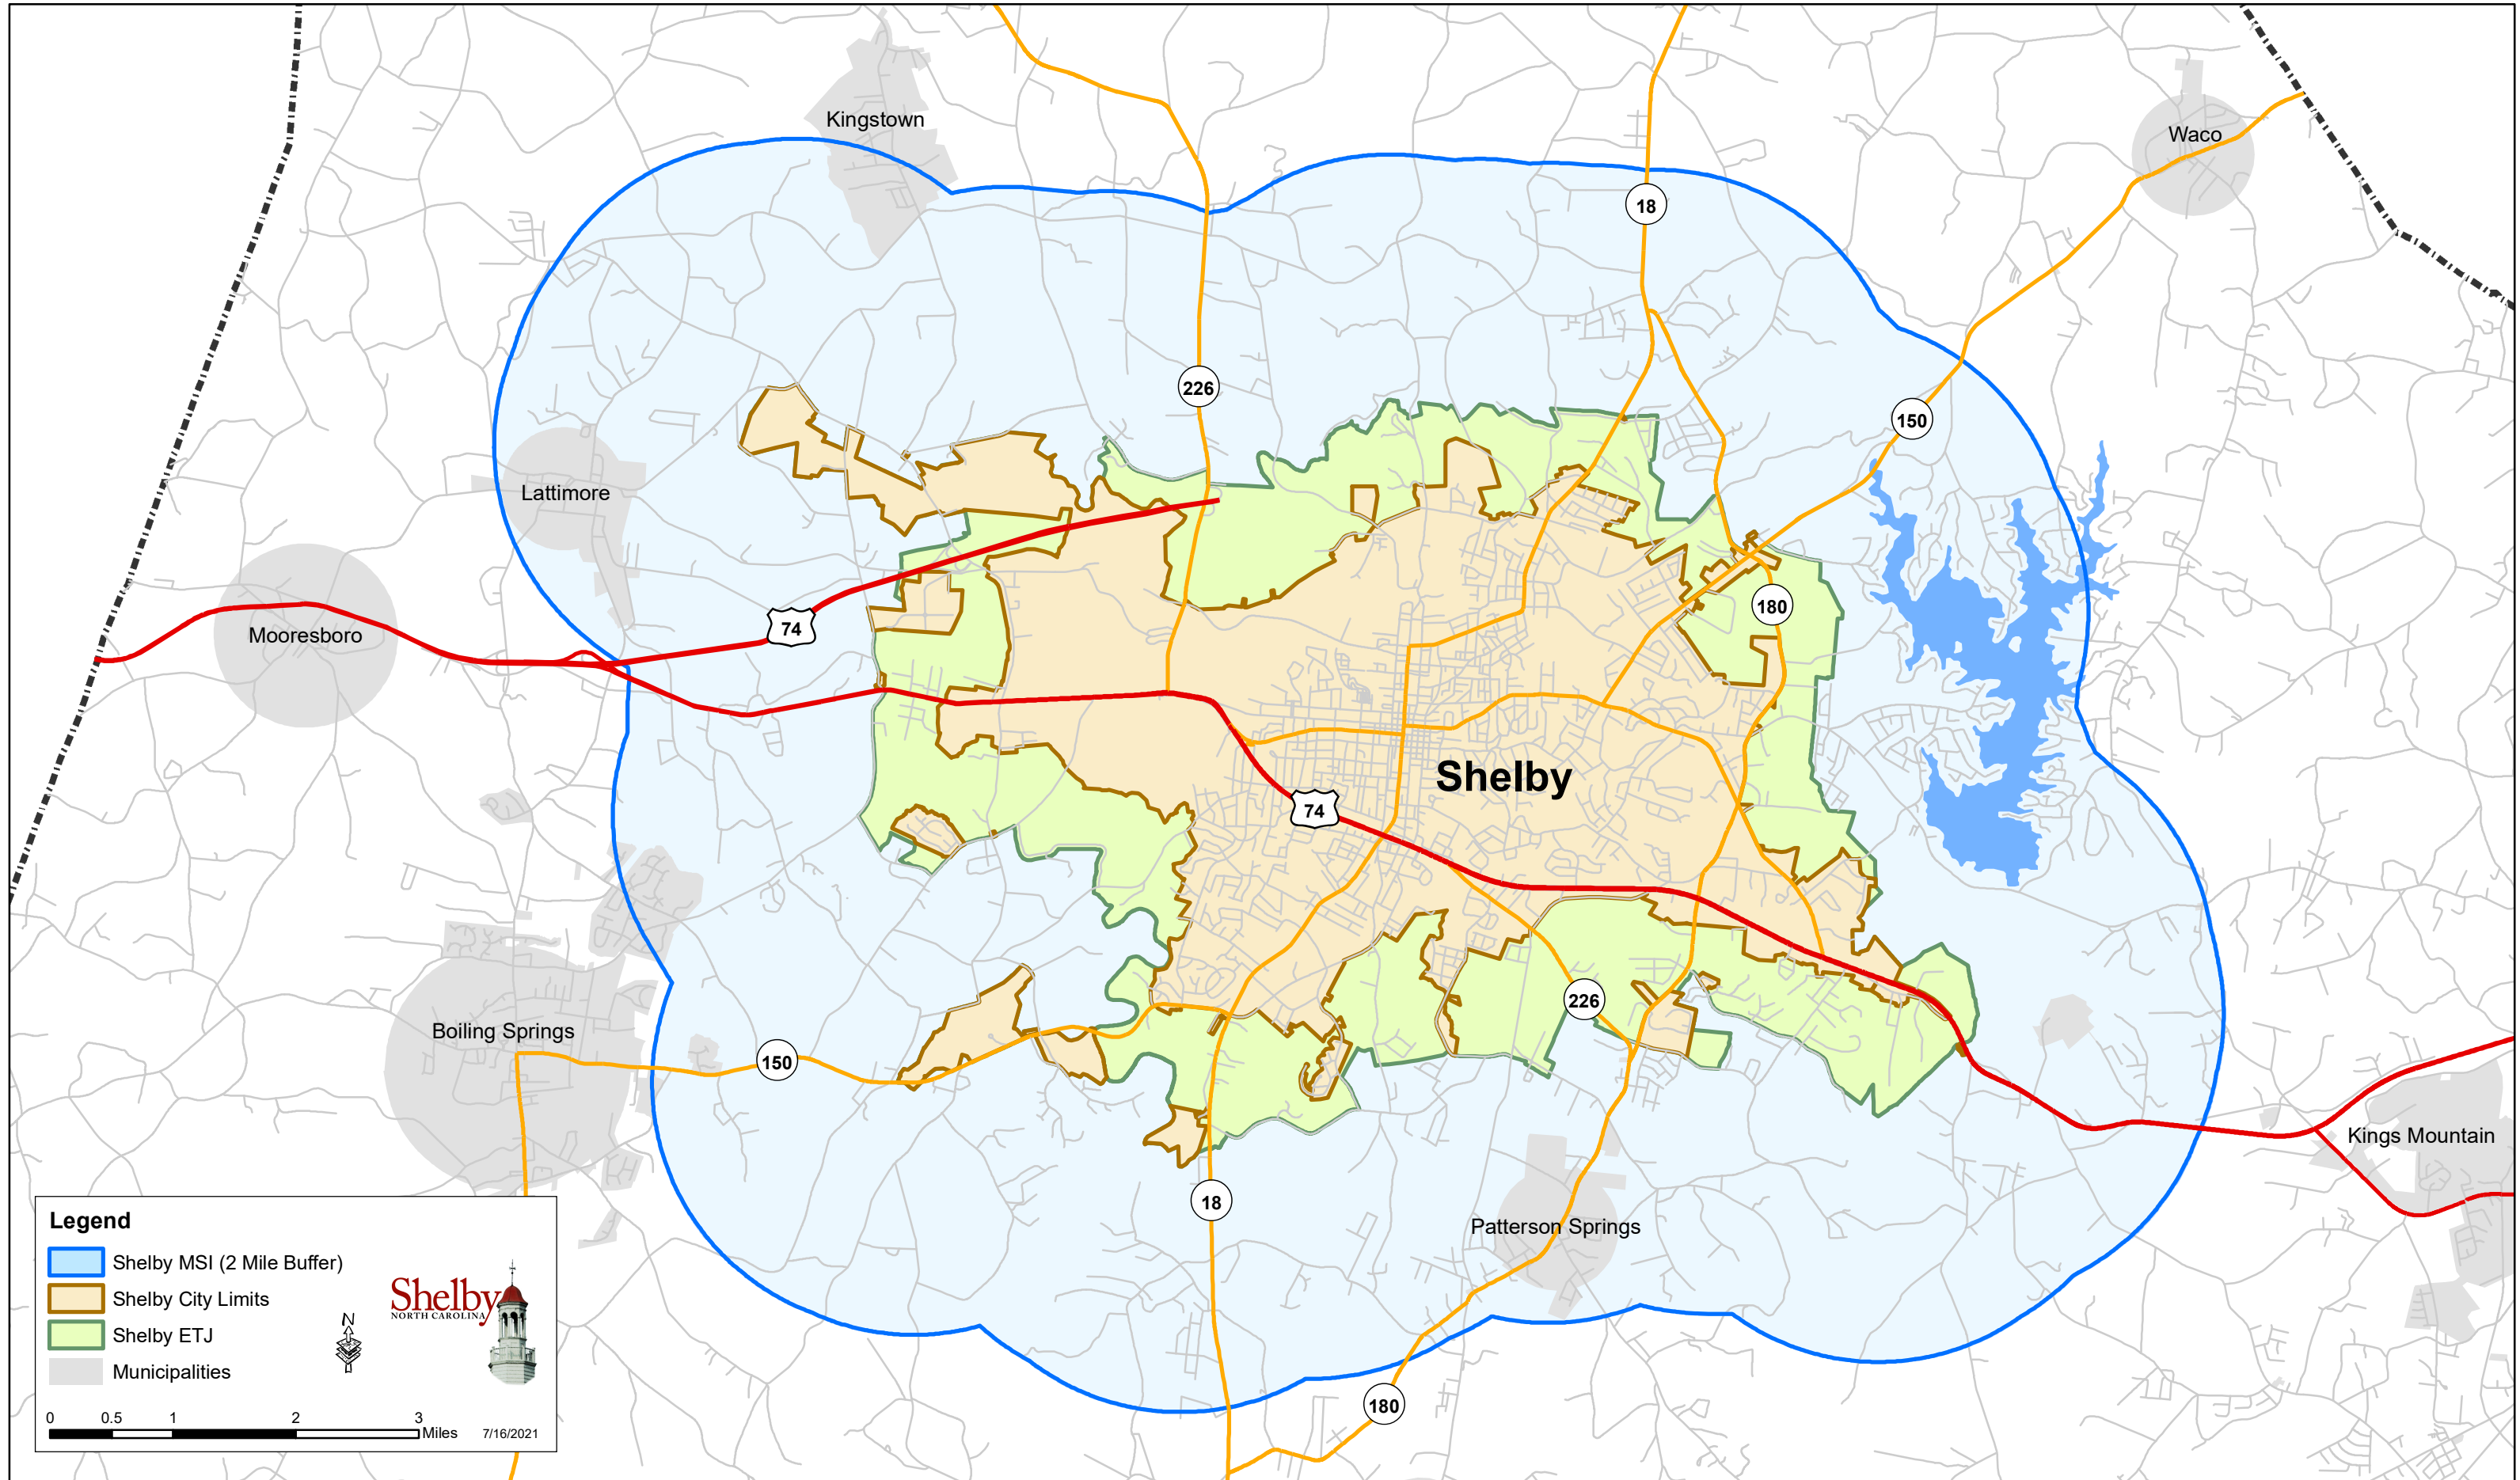 Kingstown
Waco
18
226
150
Lattimore
180
74
Mooresboro
Shelby
74
226
Boiling Springs
150
Kings Mountain
18
Patterson Springs
180
Legend
Shelby MSI (2 Mile Buffer)
Shelby City Limits
Shelby ETJ
Municipalities
N
Shelby
NORTH CAROLINA
0 0.5 1 2 3
Miles
7/16/2021